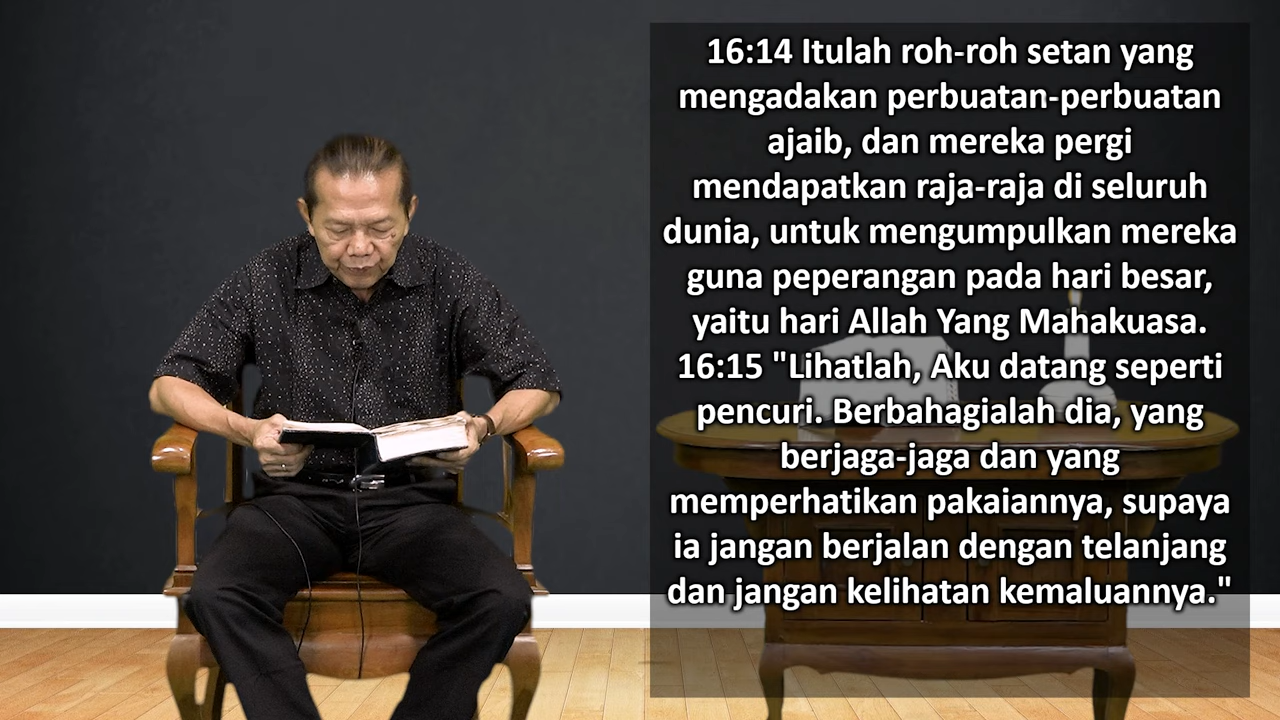 16:14 Itulah roh-roh setan yang
mengadakan perbuatan-perbuatan
ajaib, dan mereka pergi
mendapatkan raja-raja di seluruh
dunia, untuk mengumpulkan mereka
guna peperangan pada hari besar,
yaitu hari Allah Yang Mahakuasa.
16:15 "Lihatlah, Aku datang seperti
pencuri. Berbahagialah dia, yang
berjaga-jaga dan yang
memperhatikan pakaiannya, supaya
ia jangan berjalan dengan telanjang
dan jangan kelihatan kemaluannya."